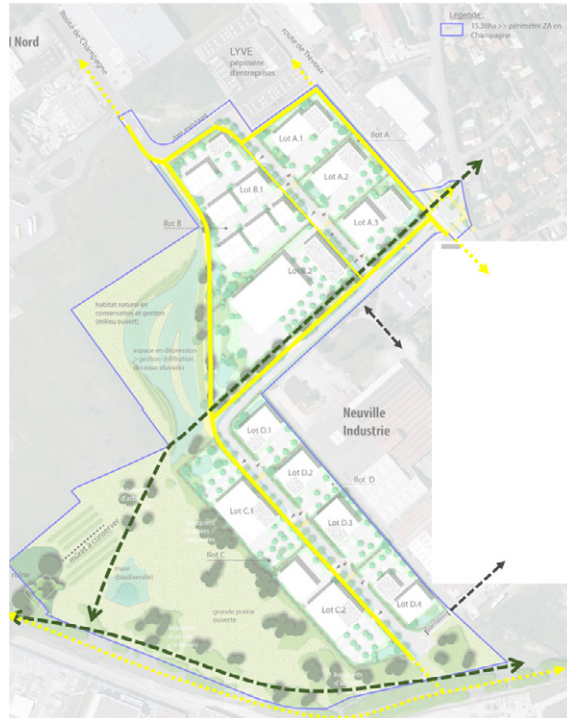 Légende :
15.36ha >> périmètre ZA en
Champagne
l Nord
Route de Champagne
LYVE
pépinière
d'entreprises
route de Trévoux
Lot A.1
Ilot A
Lot A.2
Lot B.1
Lot A.3
Ilot B
Lot B.2
habitat naturel en
conservation et gestion
(milieu ouvert)
espace en dépression
> gestion/ infiltration
des eaux pluviales
Neuville
Industrie
Lot D.1
Lot D.2
Ilot D
Lot C.1
Lot D.3
muret à conserver
Ilot C
mare
(biodiversité)
grande prairie
ouverte
Lot C.2
Lot D.4